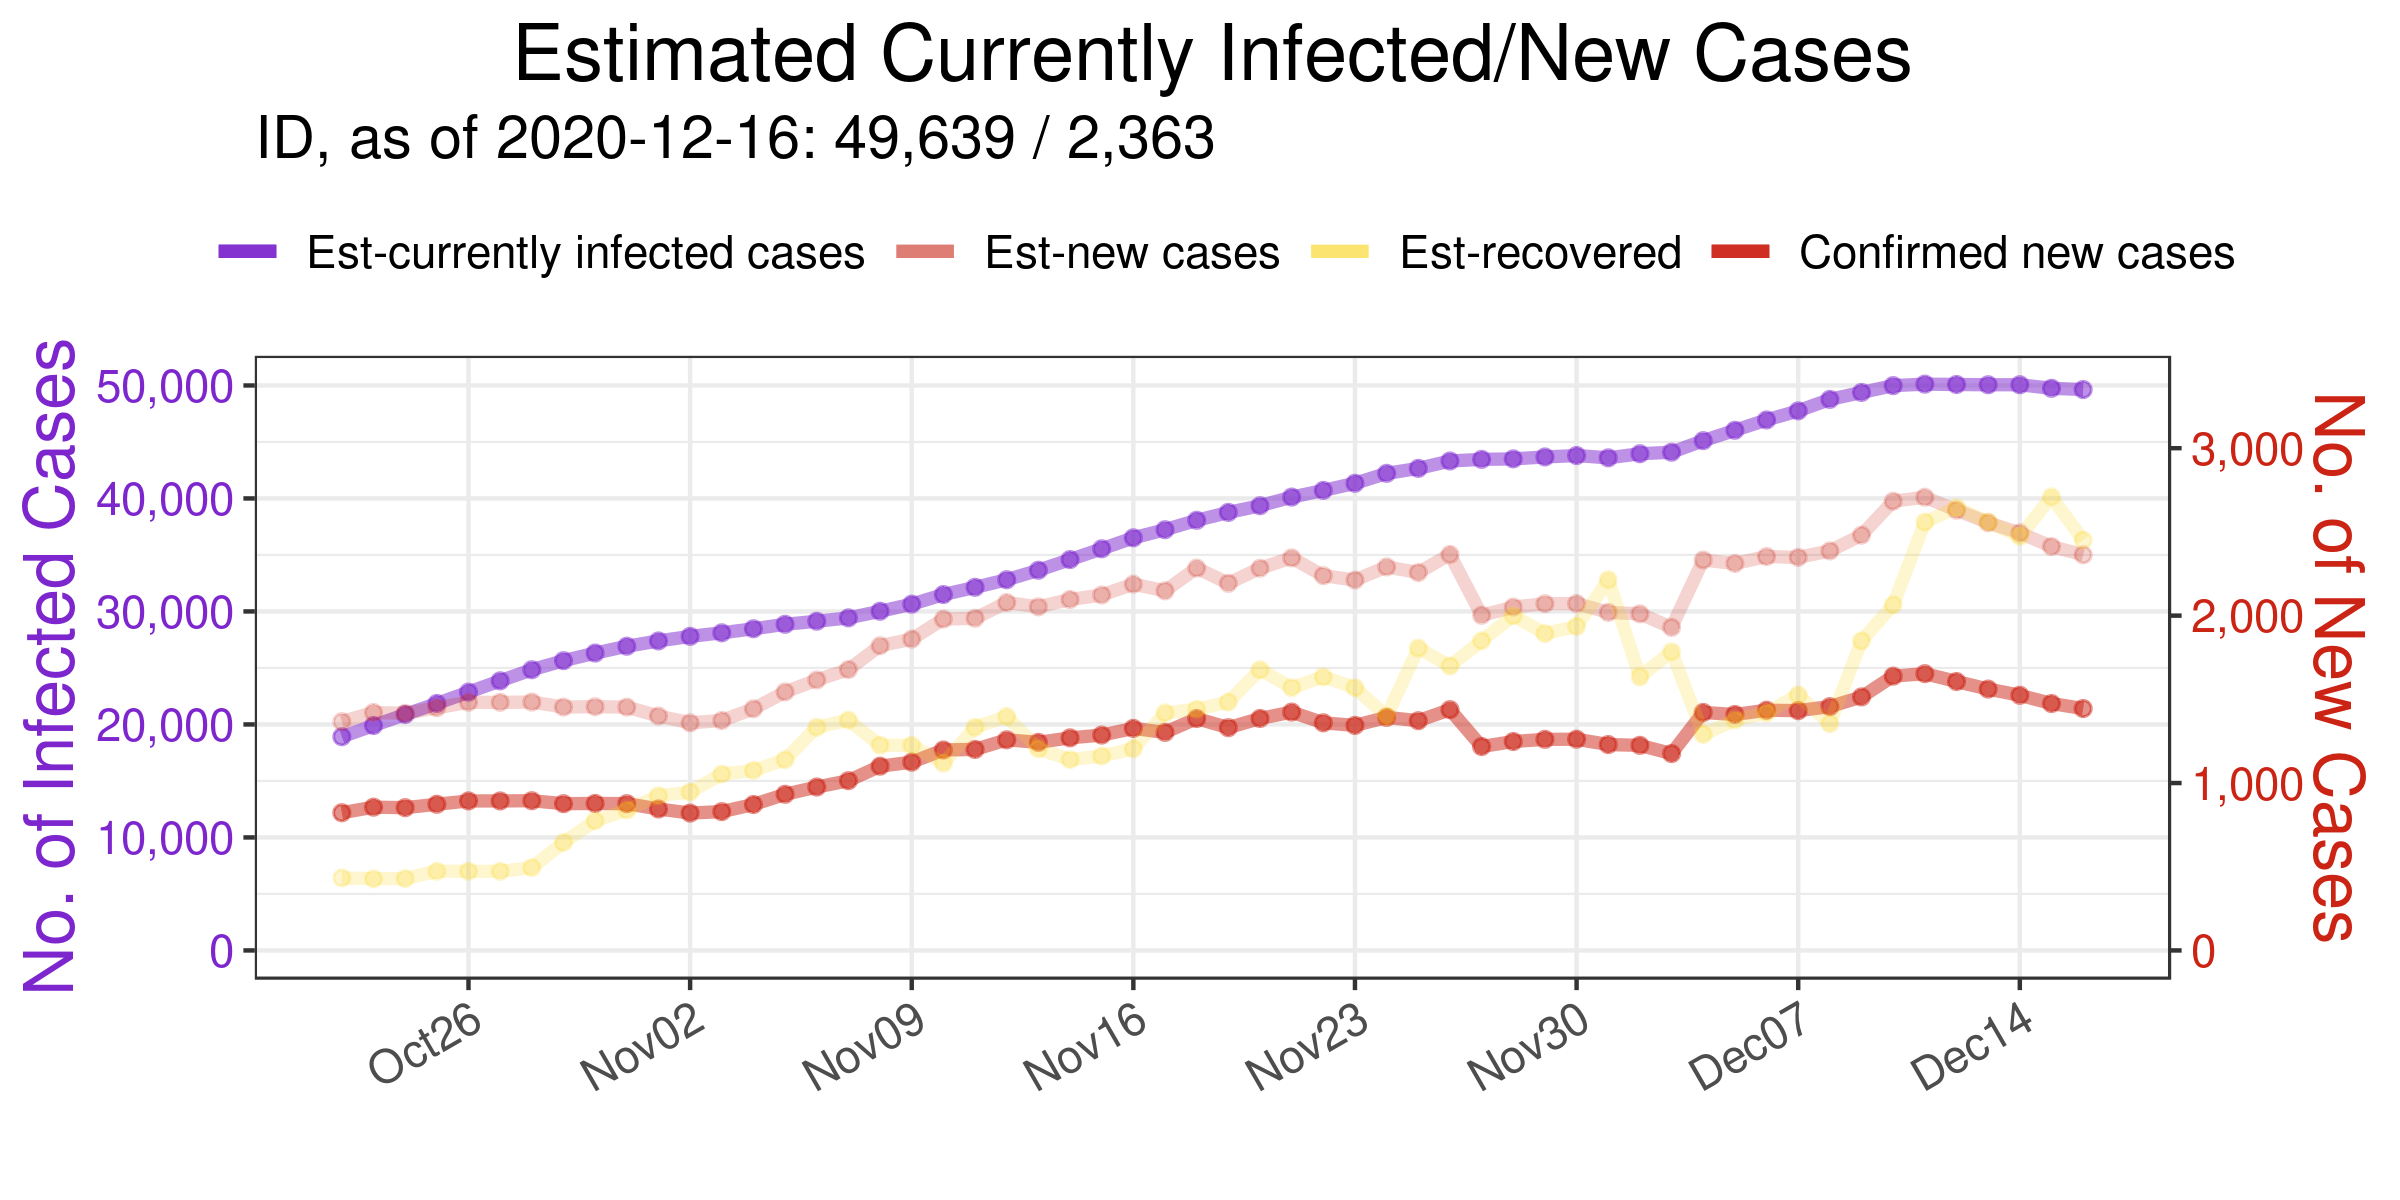 Estimated Currently Infected/New Cases
ID, as of 2020-12-16: 49,639 / 2,363
Est-currently infected cases Est-new cases Est-recovered Confirmed new cases
No. of Infected Cases
50,000
40,000
30,000
20,000
10,000
0
3,000
2,000
1,000
0
No. of New Cases
Oct26 Nov02 Nov09 Nov16 Nov23 Nov30 Dec07 Dec14